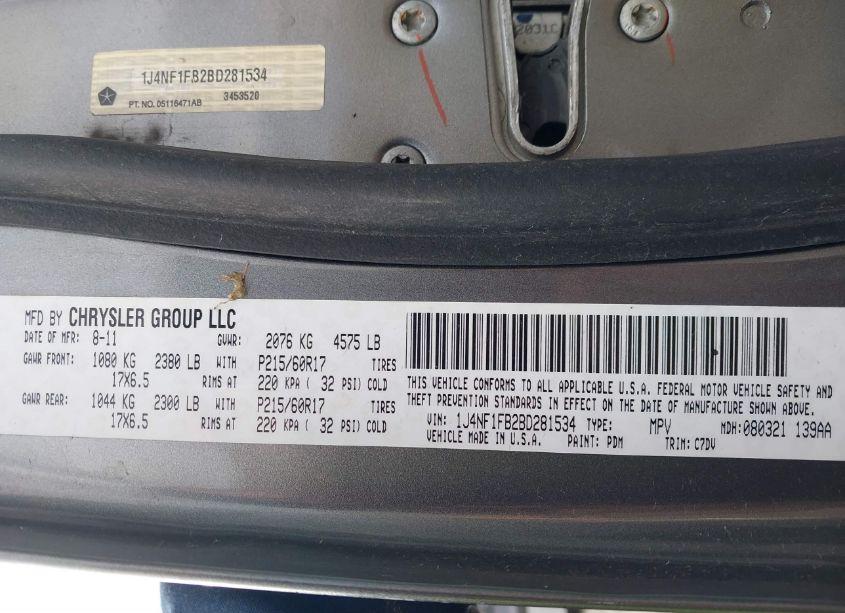 2031C
1J4NF1FB2BD281534
3453520
PT. NO. 05116471AB
MFD BY CHRYSLER GROUP LLC
DATE OF MFR: 8-11 GVWR: 2076 KG 4575 LB
GAWR FRONT: 1080 KG 2380 LB WITH P215/60R17 TIRES
17X6.5 RIMS AT 220 KPA ( 32 PSI) COLD
GAWR REAR: 1044 KG 2300 LB WITH P215/60R17 TIRES
17X6.5 RIMS AT 220 KPA ( 32 PSI) COLD
THIS VEHICLE CONFORMS TO ALL APPLICABLE U.S.A. FEDERAL MOTOR VEHICLE SAFETY AND
THEFT PREVENTION STANDARDS IN EFFECT ON THE DATE OF MANUFACTURE SHOWN ABOVE.
VIN: 1J4NF1FB2BD281534 TYPE: MPV MDH: 080321 139AA
VEHICLE MADE IN U.S.A. PAINT: PDM TRIM: C7DV